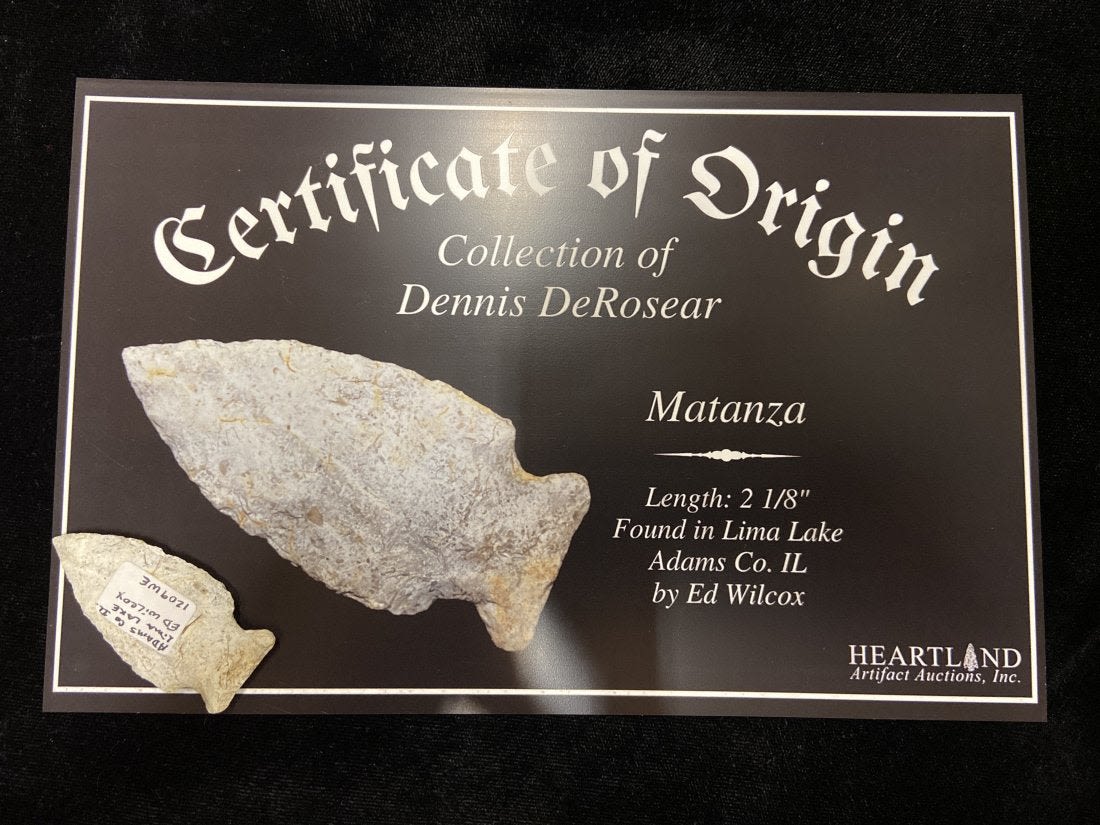 Certificate of Origin
Collection of
Dennis DeRosear
Matanza
Length: 2 1/8"
Found in Lima Lake
Adams Co. IL
by Ed Wilcox
HEARTLAND
Artifact Auctions, Inc.
ADAMS CO IL
LIMA LAKE
ED WILCOX
1209WE